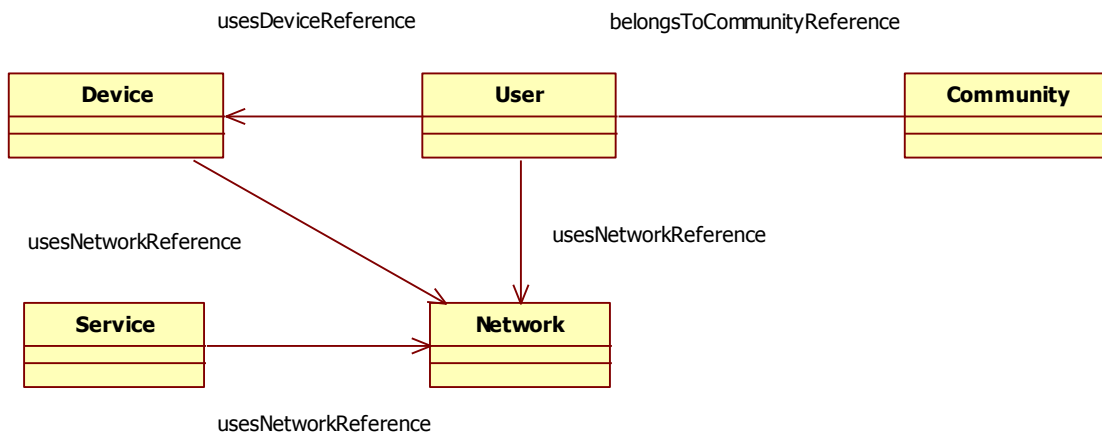 usesDeviceReference
belongsToCommunityReference
Device
User
Community
usesNetworkReference
usesNetworkReference
Service
Network
usesNetworkReference